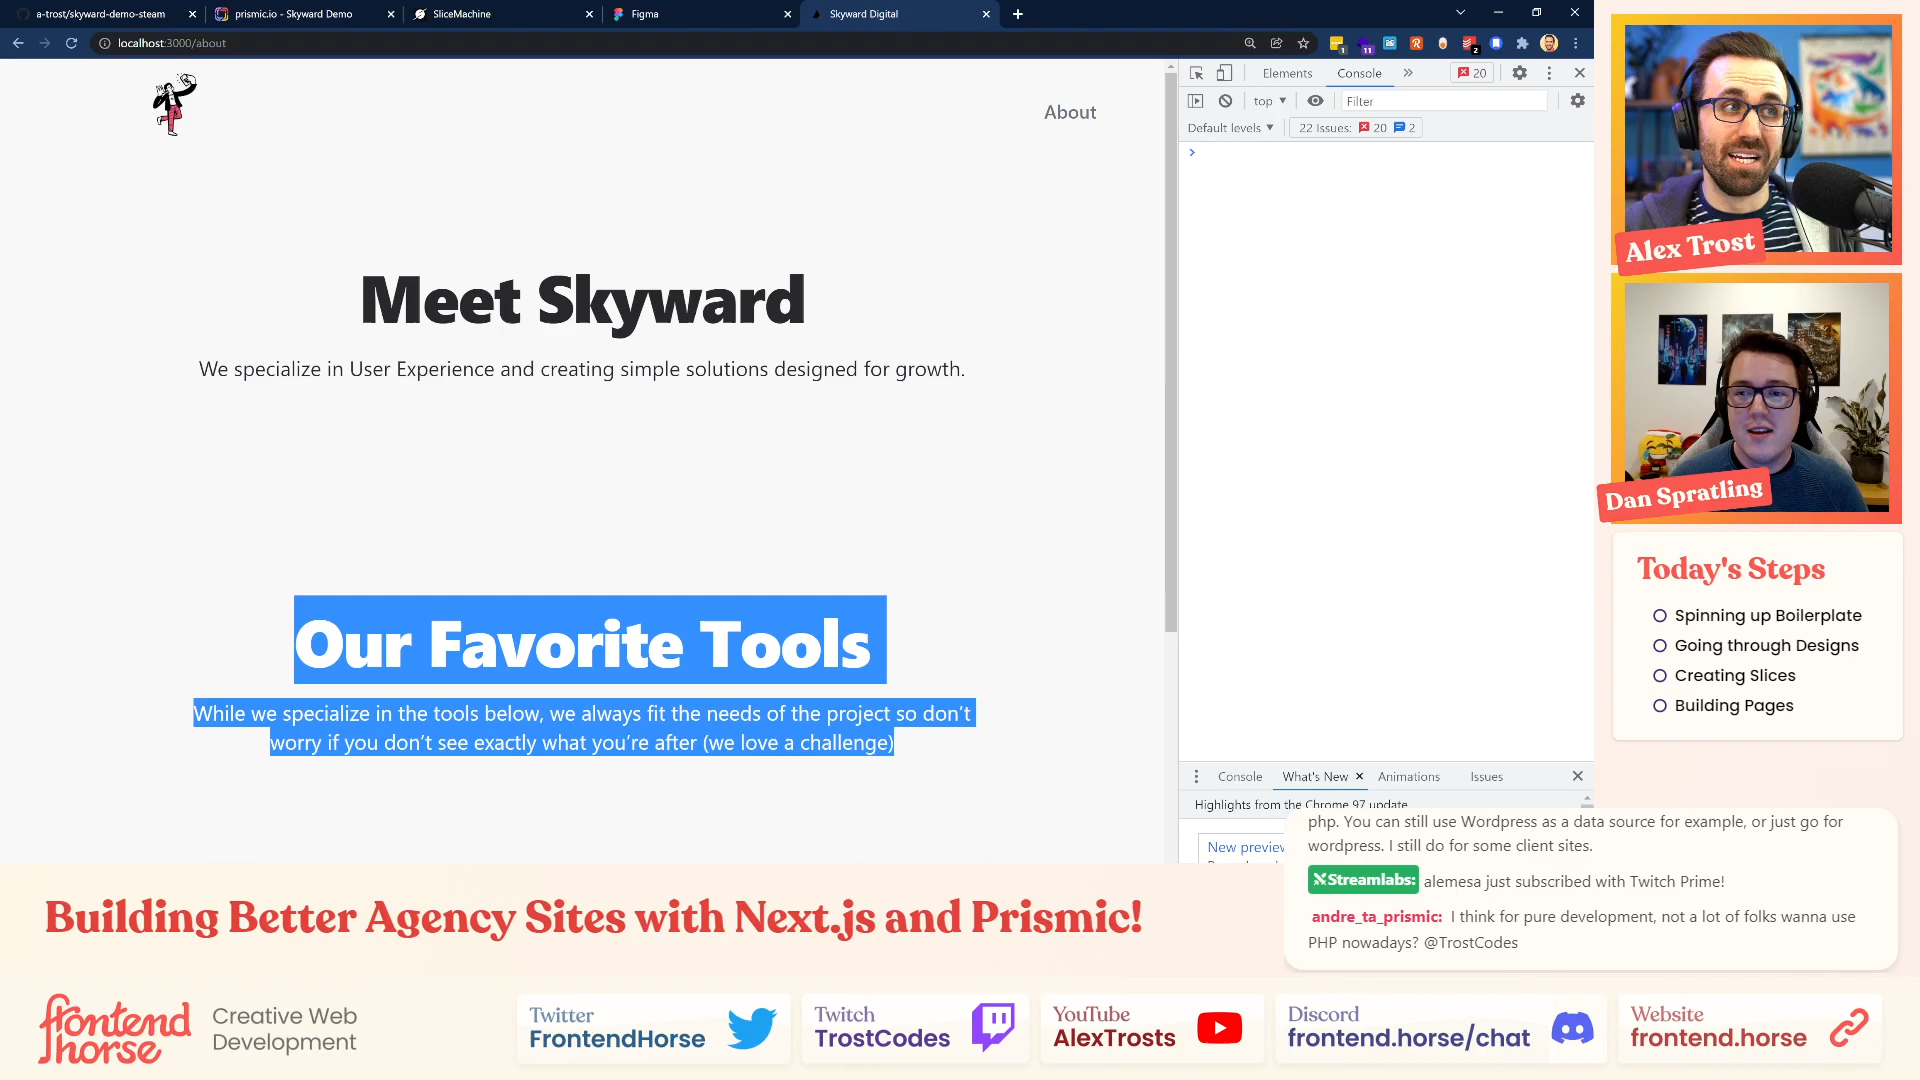 a-trost/skyward-demo-steam
prismic.io - Skyward Demo
SliceMachine
Figma
Skyward Digital
localhost:3000/about
1
11
2
About
Meet Skyward
We specialize in User Experience and creating simple solutions designed for growth.
Our Favorite Tools
While we specialize in the tools below, we always fit the needs of the project so don’t
worry if you don’t see exactly what you’re after (we love a challenge)
Elements
Console
20
top
Filter
Default levels
22 Issues: 20 2
Console
What's New
Animations
Issues
Highlights from the Chrome 97 update
New preview
Alex Trost
Dan Spratling
Today's Steps
Spinning up Boilerplate
Going through Designs
Creating Slices
Building Pages
php. You can still use Wordpress as a data source for example, or just go for
wordpress. I still do for some client sites.
Streamlabs: alemesa just subscribed with Twitch Prime!
andre_ta_prismic: I think for pure development, not a lot of folks wanna use
PHP nowadays? @TrostCodes
Building Better Agency Sites with Next.js and Prismic!
frontend
horse
Creative Web
Development
Twitter
FrontendHorse
Twitch
TrostCodes
YouTube
AlexTrosts
Discord
frontend.horse/chat
Website
frontend.horse